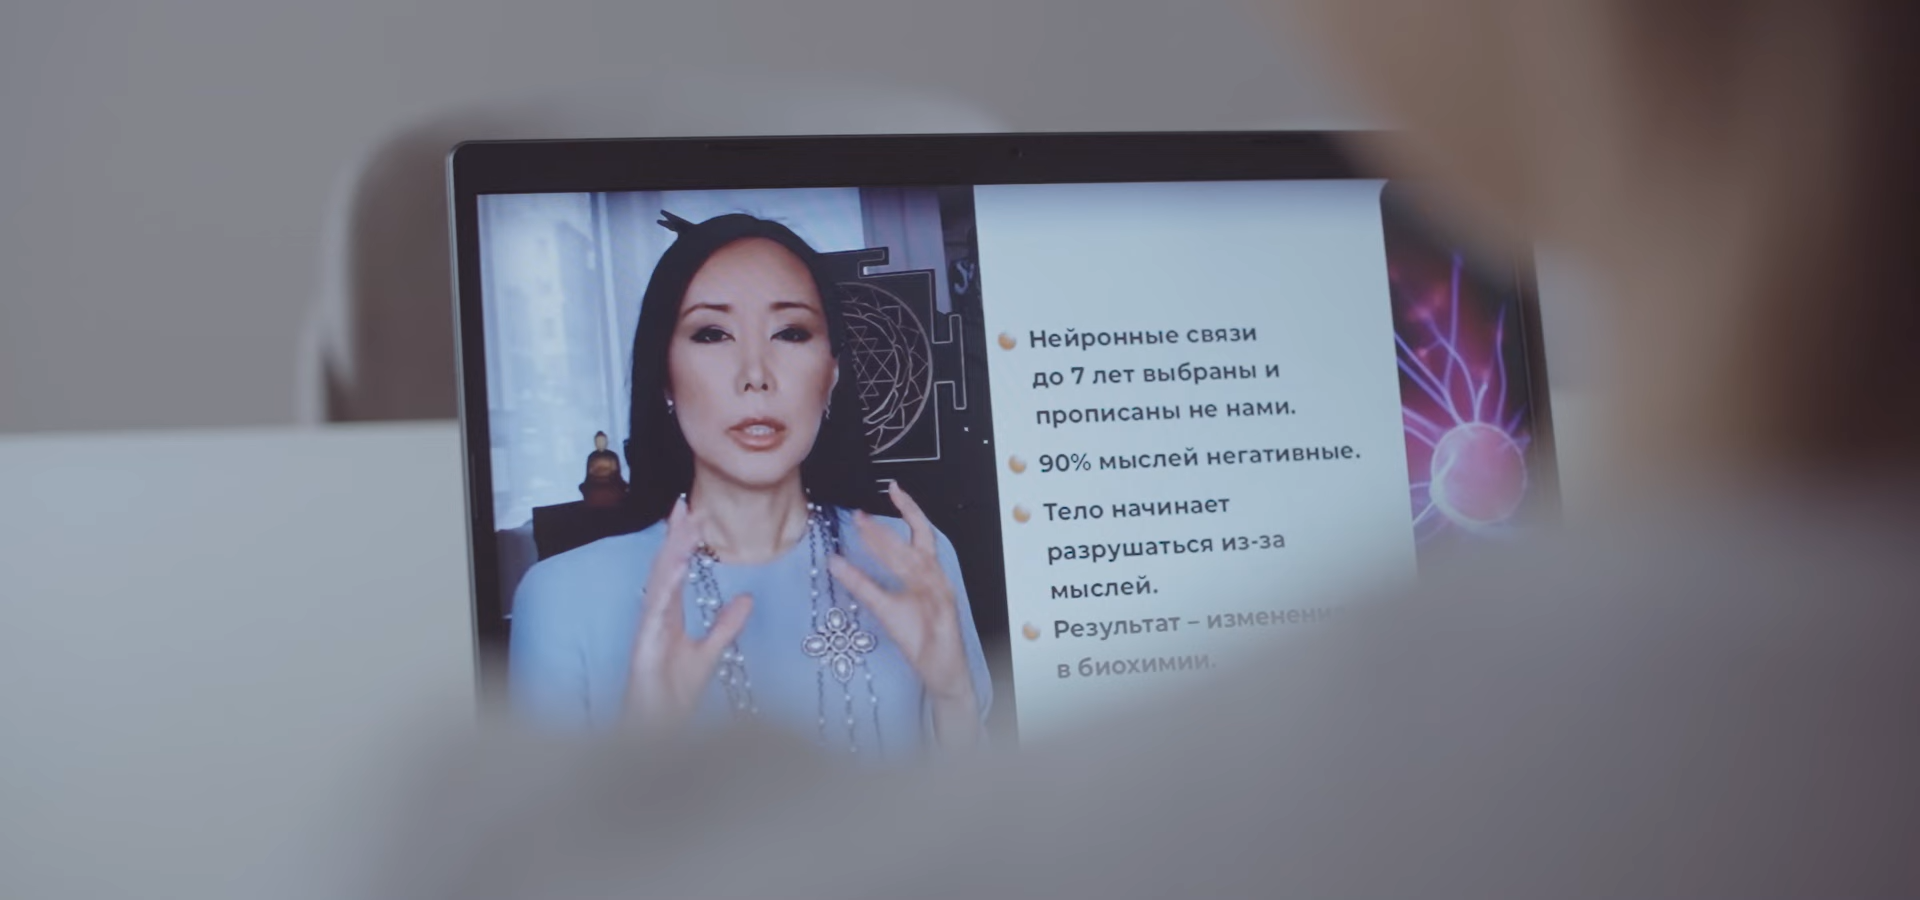 Нейронные связи
до 7 лет выбраны и
прописаны не нами.
90% мыслей негативные.
Тело начинает
разрушаться из-за
мыслей.
Результат –
в биохимии.